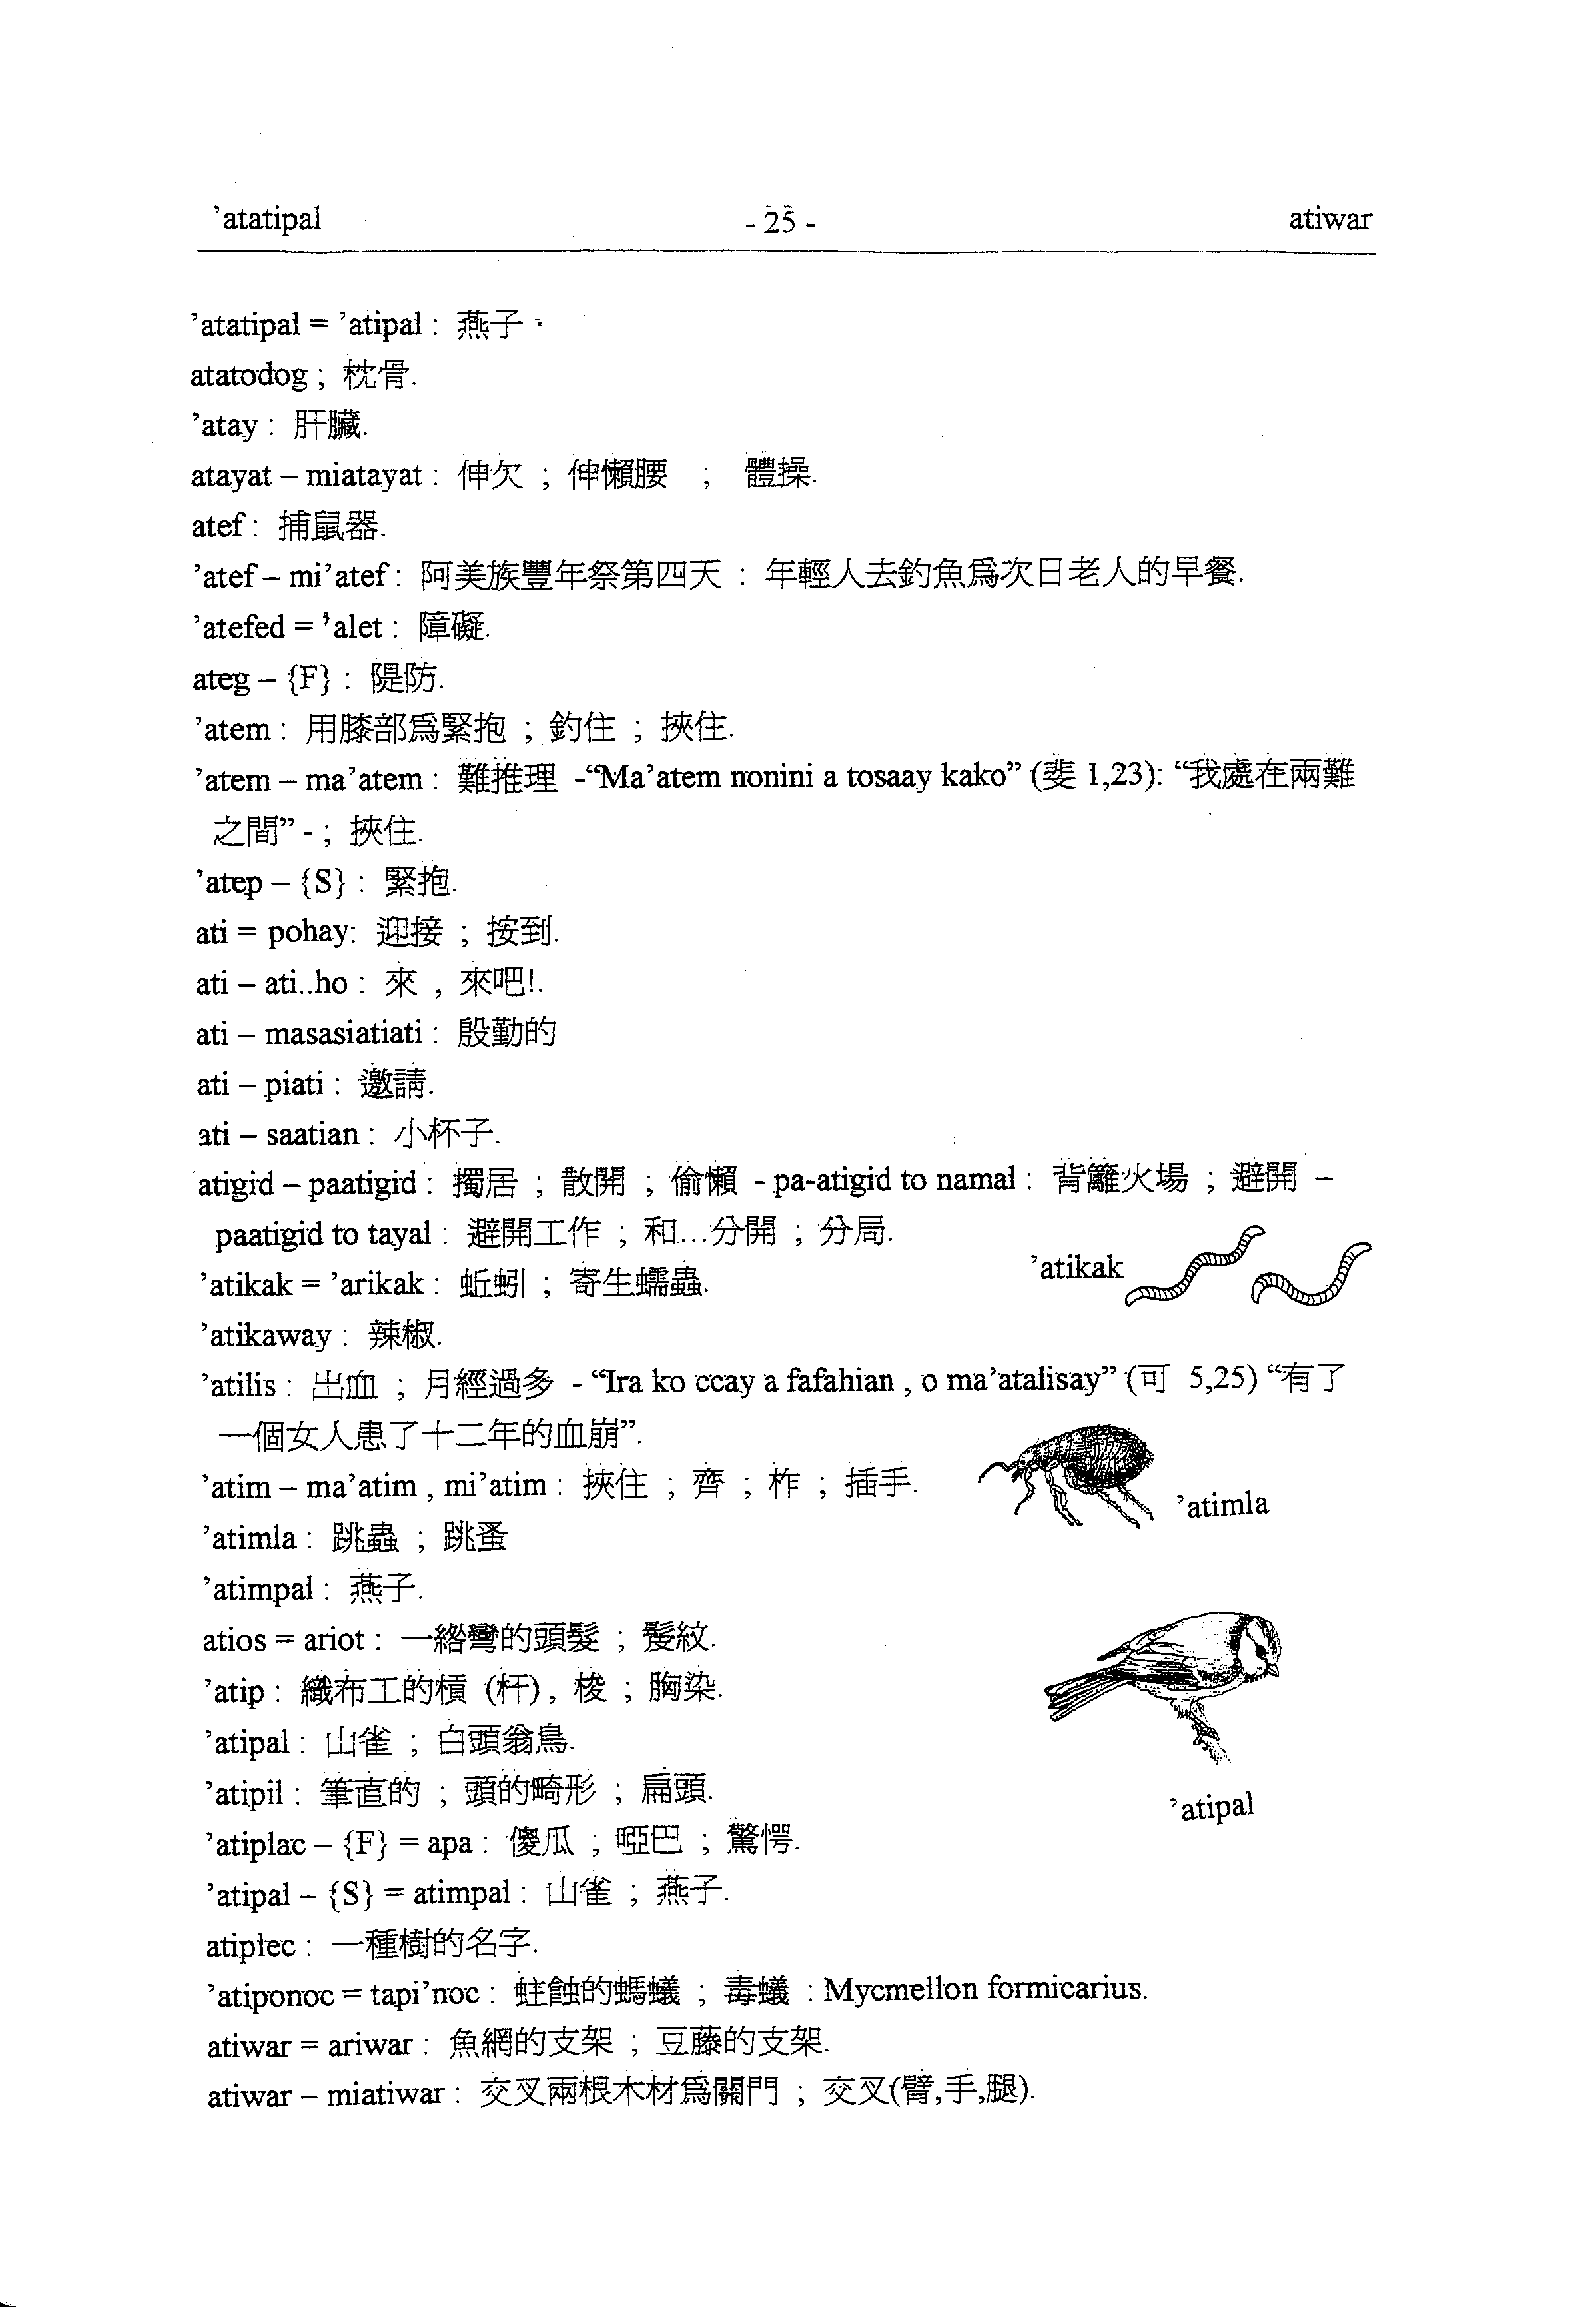 ’atatipal - 25 - atiwar
’atatipal = ’atipal : 燕子、
atatodog ; 枕骨.
’atay : 肝臟.
atayat – miatayat : 伸欠 ; 伸懶腰 ; 體操.
atef : 捕鼠器.
’atef – mi’atef : 阿美族豐年祭第四天 : 年輕人去釣魚爲次日老人的早餐.
’atefed = ’alet : 障礙.
ateg – {F} : 隄防.
’atem : 用膝部爲緊抱 ; 釣住 ; 挾住.
’atem – ma’atem : 難推理 -“Ma’atem nonini a tosaay kako” (斐 1,23): “我處在兩難
之間” - ; 挾住.
’atep – {S} : 緊抱.
ati = pohay: 迎接 ; 按到.
ati – ati..ho : 來 , 來吧!.
ati – masasiatiati : 殷勤的
ati – piati : 邀請.
ati – saatian : 小杯子.
atigid – paatigid : 獨居 ; 散開 ; 偷懶 - pa-atigid to namal : 背籬火場 ; 避開 –
paatigid to tayal : 避開工作 ; 和…分開 ; 分局.
’atikak = ’arikak : 蚯蚓 ; 寄生蠕蟲.
’atikak
’atikaway : 辣椒.
’atilis : 出血 ; 月經過多 - “Ira ko ccay a fafahian , o ma’atalisay” (可 5,25) “有了
一個女人患了十二年的血崩”.
’atim – ma’atim , mi’atim : 挾住 ; 齊 ; 柞 ; 插手.
’atimla
’atimla : 跳蟲 ; 跳蚤
’atimpal : 燕子.
atios = ariot : 一綹彎的頭髮 ; 髮紋.
’atip : 織布工的槓 (杆) , 梭 ; 胸染.
’atipal : 山雀 ; 白頭翁鳥.
’atipil : 筆直的 ; 頭的畸形 ; 扁頭.
’atipal
’atiplac – {F} = apa : 傻瓜 ; 啞巴 ; 驚愕.
’atipal – {S} = atimpal : 山雀 ; 燕子.
atiplec : 一種樹的名字.
’atiponoc = tapi’noc : 蛀蝕的螞蟻 ; 毒蟻 : Mycmellon formicarius.
atiwar = ariwar : 魚網的支架 ; 豆藤的支架.
atiwar – miatiwar : 交叉兩根木材爲關門 ; 交叉(臂,手,腿).